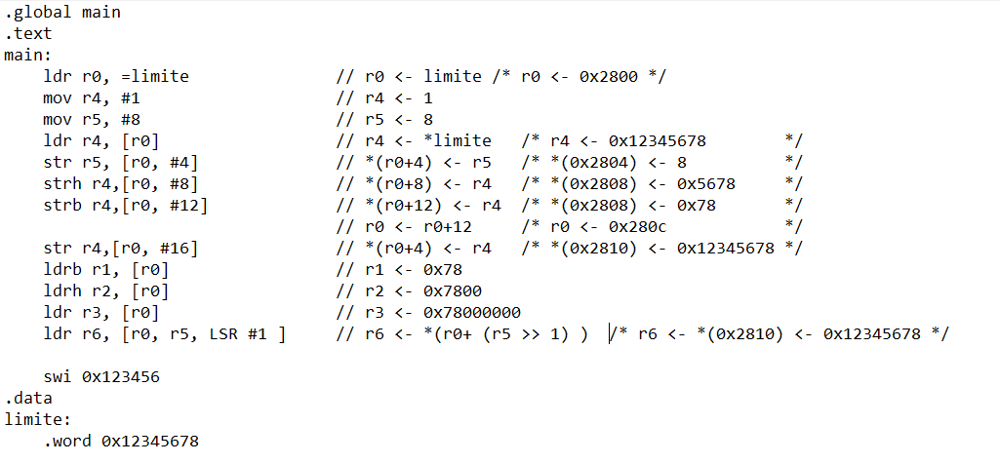 .global main
.text
main:
    ldr r0, =limite               // r0 <- limite /* r0 <- 0x2800 */
    mov r4, #1                    // r4 <- 1
    mov r5, #8                    // r5 <- 8
    ldr r4, [r0]                  // r4 <- *limite   /* r4 <- 0x12345678        */
    str r5, [r0, #4]              // *(r0+4) <- r5   /* *(0x2804) <- 8          */
    strh r4,[r0, #8]              // *(r0+8) <- r4   /* *(0x2808) <- 0x5678     */
    strb r4,[r0, #12]             // *(r0+12) <- r4  /* *(0x2808) <- 0x78       */
                                  // r0 <- r0+12     /* r0 <- 0x280c            */
    str r4,[r0, #16]              // *(r0+4) <- r4   /* *(0x2810) <- 0x12345678 */
    ldrb r1, [r0]                 // r1 <- 0x78
    ldrh r2, [r0]                 // r2 <- 0x7800
    ldr r3, [r0]                  // r3 <- 0x78000000
    ldr r6, [r0, r5, LSR #1 ]     // r6 <- *(r0+ (r5 >> 1) )  /* r6 <- *(0x2810) <- 0x12345678 */
    swi 0x123456
.data
limite:
    .word 0x12345678